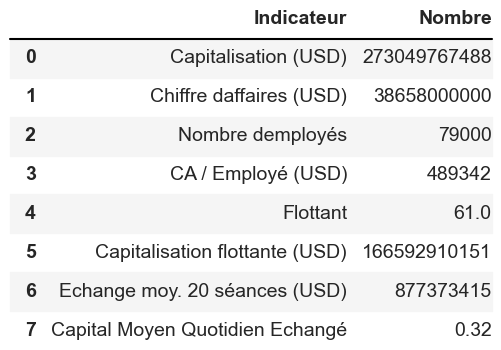 Indicateur Nombre
0 Capitalisation (USD) 273049767488
1 Chiffre daffaires (USD) 38658000000
2 Nombre demployés 79000
3 CA / Employé (USD) 489342
4 Flottant 61.0
5 Capitalisation flottante (USD) 166592910151
6 Echange moy. 20 séances (USD) 877373415
7 Capital Moyen Quotidien Echangé 0.32